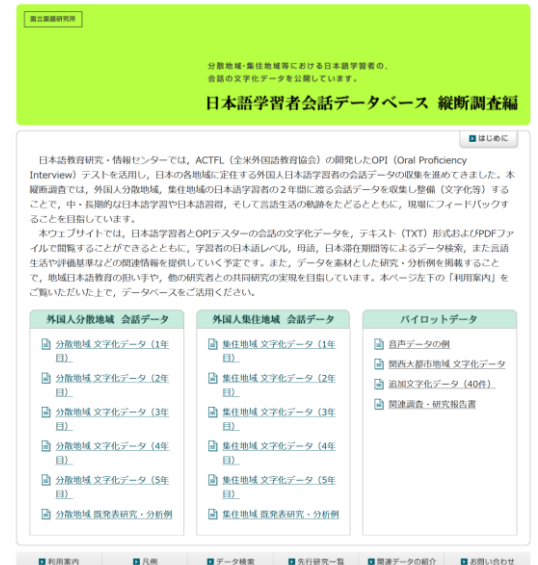 国立国語研究所
分散地域・集住地域等における日本語学習者の、
会話の文字化データを公開しています。
日本語学習者会話データベース 縦断調査編
はじめに
日本語教育研究・情報センターでは，ACTFL（全米外国語教育協会）の開発したOPI（Oral Proficiency
Interview）テストを活用し，日本の各地域に定住する外国人日本語学習者の会話データの収集を進めてきました。本
縦断調査では，外国人分散地域，集住地域の日本語学習者の２年間に渡る会話データを収集し整備（文字化等）する
ことで，中・長期的な日本語学習や日本語習得，そして言語生活の軌跡をたどるとともに，現場にフィードバックす
ることを目指しています。
本ウェブサイトでは，日本語学習者とOPIテスターの会話の文字化データを，テキスト（TXT）形式およびPDFファ
イルで閲覧することができるとともに，学習者の日本語レベル，母語，日本滞在期間等によるデータ検索，また言語
生活や評価基準などの関連情報を提供していく予定です。また，データを素材とした研究・分析例を掲載すること
で，地域日本語教育の担い手や，他の研究者との共同研究の実現を目指しています。本ページ左下の「利用案内」を
ご覧いただいた上で，データベースをご活用ください。
外国人分散地域 会話データ
分散地域 文字化データ（1年
目）
分散地域 文字化データ（2年
目）
分散地域 文字化データ（3年
目）
分散地域 文字化データ（4年
目）
分散地域 文字化データ（5年
目）
分散地域 既発表研究・分析例
外国人集住地域 会話データ
集住地域 文字化データ（1年
目）
集住地域 文字化データ（2年
目）
集住地域 文字化データ（3年
目）
集住地域 文字化データ（4年
目）
集住地域 文字化データ（5年
目）
集住地域 既発表研究・分析例
パイロットデータ
音声データの例
関西大都市地域 文字化データ
追加文字化データ（40件）
関連調査・研究報告書
利用案内 凡例 データ検索 先行研究一覧 関連データの紹介 お問い合わせ